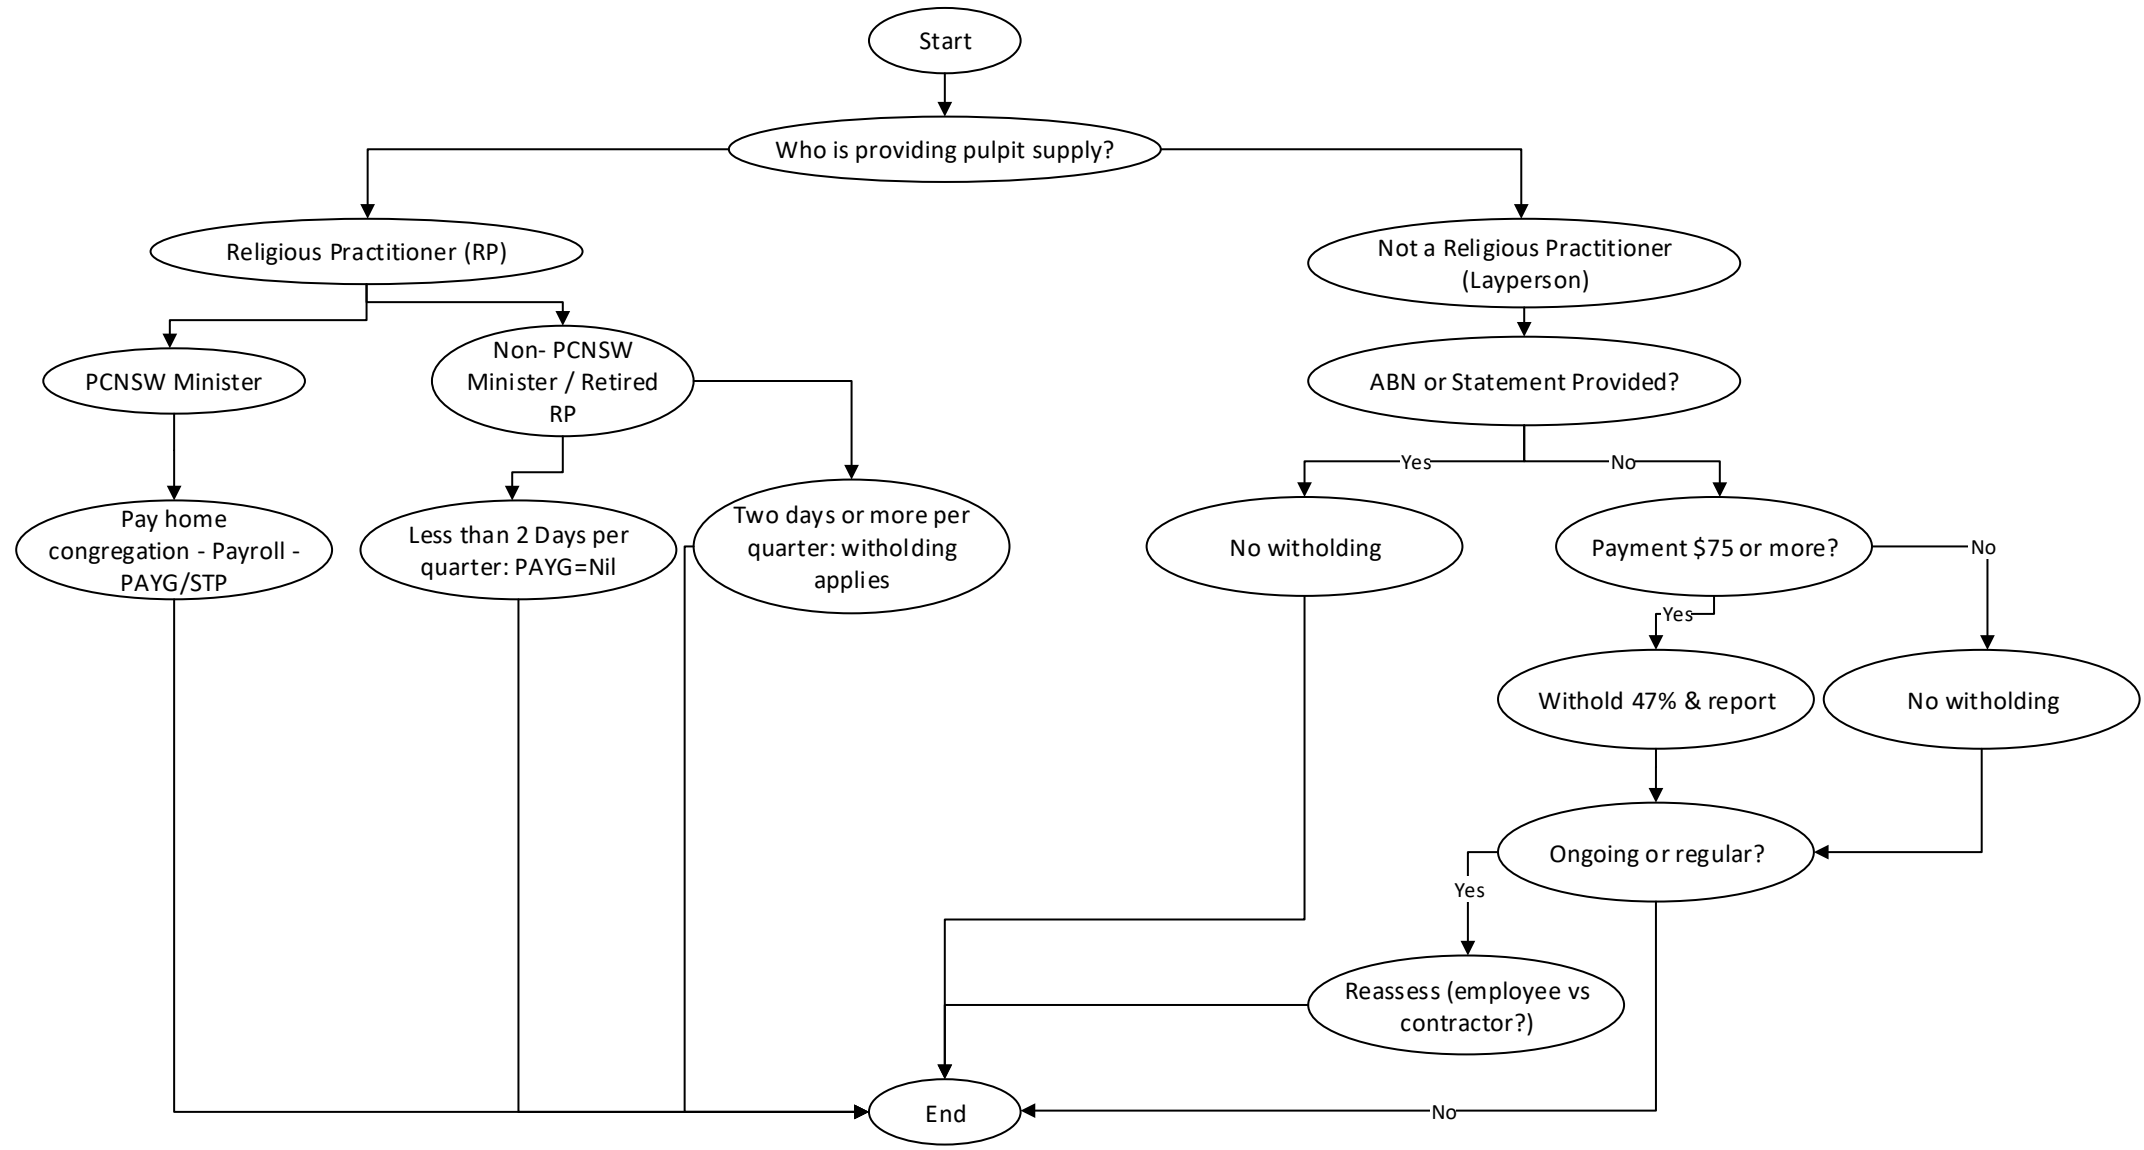 Start
Who is providing pulpit supply?
Religious Practitioner (RP)
Not a Religious Practitioner
(Layperson)
PCNSW Minister
Non- PCNSW
Minister / Retired
RP
ABN or Statement Provided?
Yes
No
Pay home
congregation - Payroll -
PAYG/STP
Less than 2 Days per
quarter: PAYG=Nil
Two days or more per
quarter: witholding
applies
No witholding
Payment $75 or more?
No
Yes
Withold 47% & report
No witholding
Ongoing or regular?
Yes
Reassess (employee vs
contractor?)
End
No